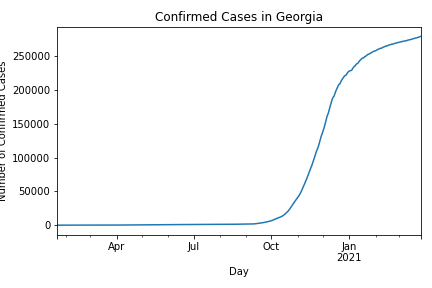 Confirmed Cases in Georgia
Number of Confirmed Cases
250000
200000
150000
100000
50000
0
Apr
Jul
Oct
Jan
2021
Day